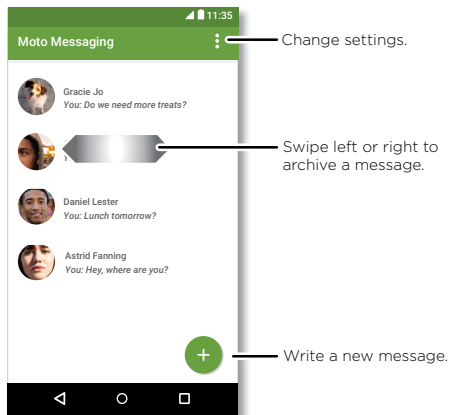 11:35
Moto Messaging
Change settings.
Gracie Jo
You: Do we need more treats?
Swipe left or right to
archive a message.
Daniel Lester
You: Lunch tomorrow?
Astrid Fanning
You: Hey, where are you?
+
Write a new message.